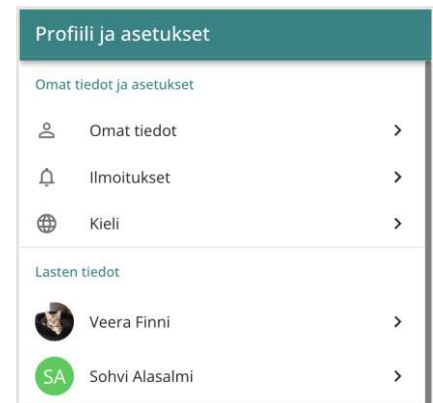 Profiili ja asetukset
Omat tiedot ja asetukset
Omat tiedot
Ilmoitukset
Kieli
Lasten tiedot
Veera Finni
SA Sohvi Alasalmi